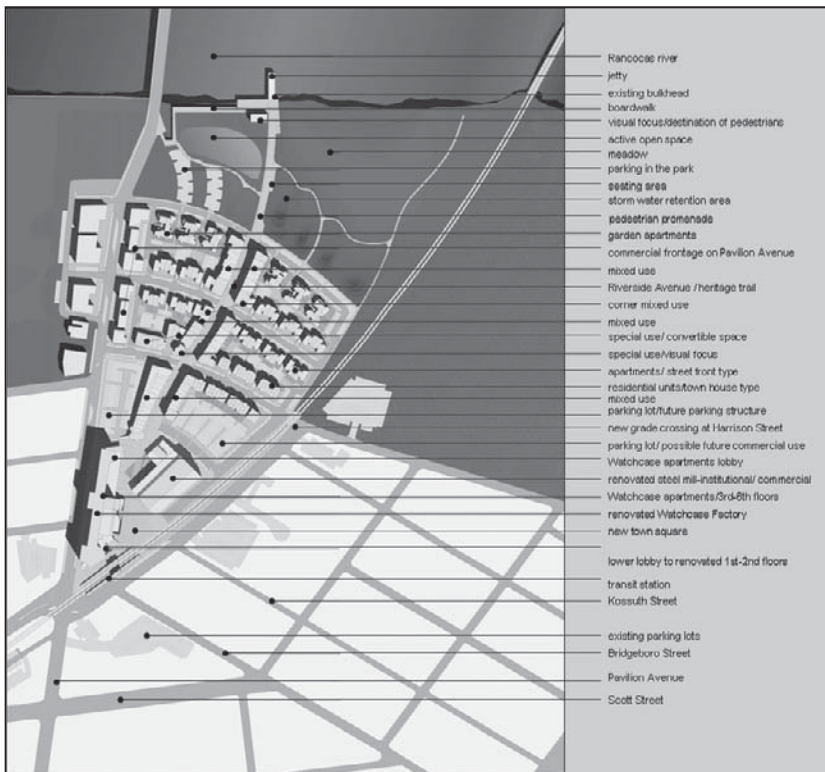 Rancocas river
jetty
existing bulkhead
boardwalk
visual focus/destination of pedestrians
active open space
meadow
parking in the park
seating area
storm water retention area
pedestrian promenade
garden apartments
commercial frontage on Pavilion Avenue
mixed use
Riverside Avenue / heritage trail
corner mixed use
mixed use
special use/ convertible space
special use/visual focus
apartments/ street front type
residential units/town house type
mixed use
parking lot/future parking structure
new grade crossing at Harrison Street
parking lot/ possible future commercial use
Watchcase apartments lobby
renovated steel mill-institutional/ commercial
Watchcase apartments/3rd-6th floors
renovated Watchcase Factory
new town square
lower lobby to renovated 1st-2nd floors
transit station
Kossuth Street
existing parking lots
Bridgeboro Street
Pavilion Avenue
Scott Street